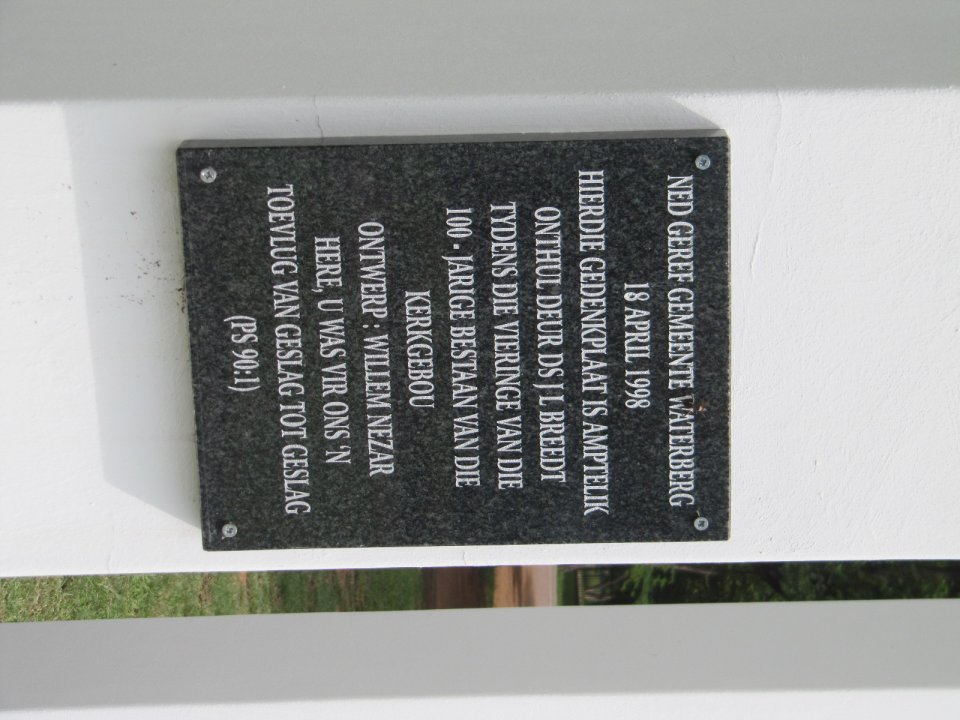 NED GEREF GEMEENTE WATERBERG
18 APRIL 1998
HIERDIE GEDENKPLAAT IS AMPTELIK
ONTHUL DEUR DS J L BREEDT
TYDENS DIE VIERINGE VAN DIE
100 - JARIGE BESTAAN VAN DIE
KERKGEBOU
ONTWERP : WILLEM NEZAR
HERE, U WAS VIR ONS 'N
TOEVLUG VAN GESLAG TOT GESLAG
(PS 90:1)